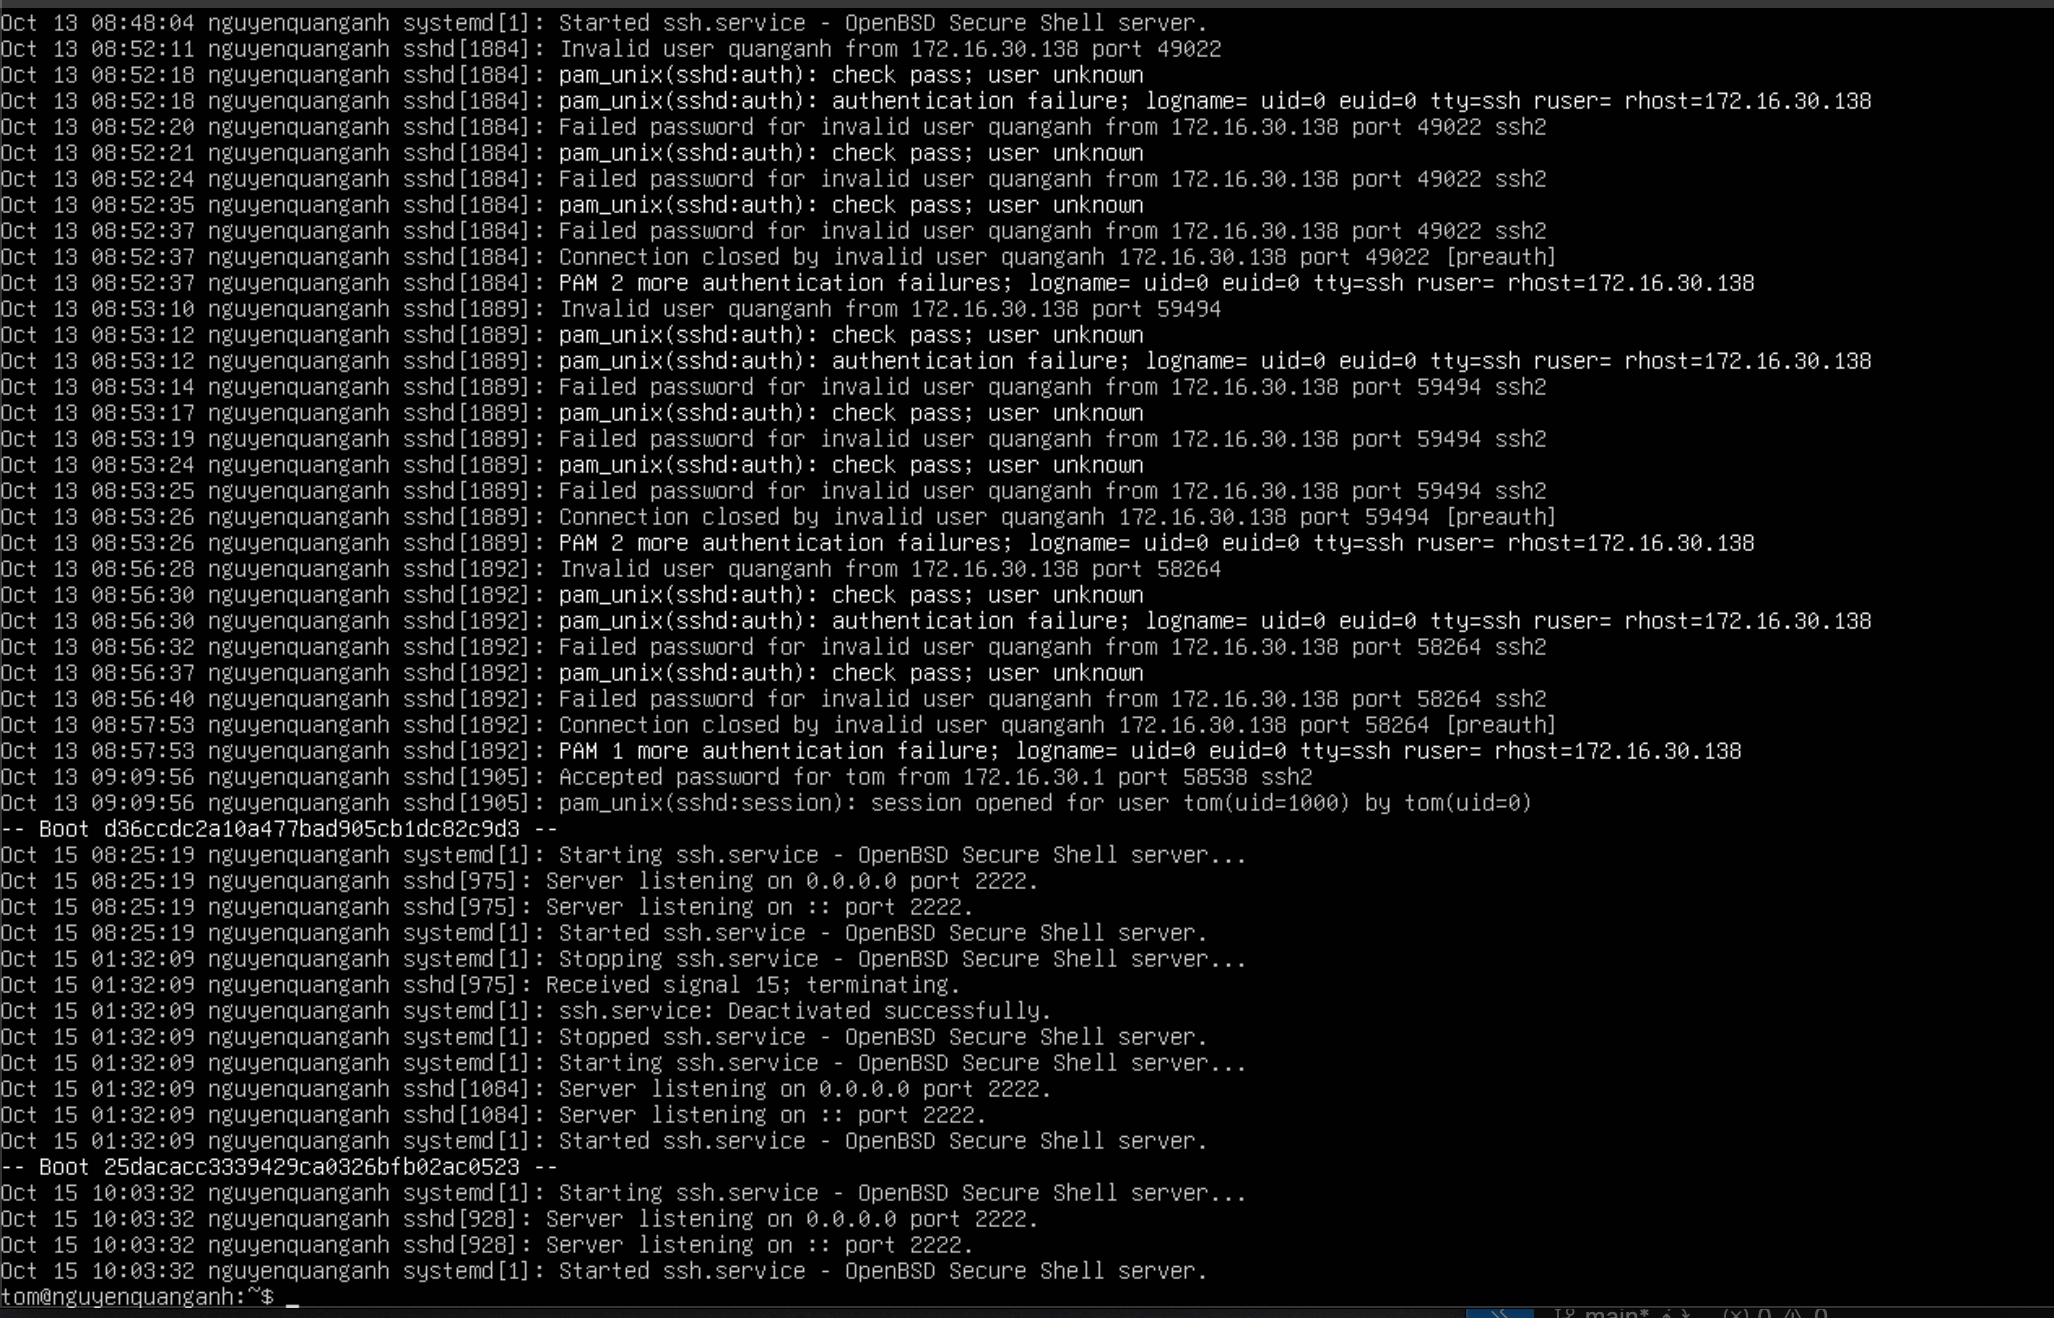 Oct 13 08:48:04 nguyenquanganh systemd[1]: Started ssh.service - OpenBSD Secure Shell server.
Oct 13 08:52:11 nguyenquanganh sshd[1884]: Invalid user quanganh from 172.16.30.138 port 49022
Oct 13 08:52:18 nguyenquanganh sshd[1884]: pam_unix(sshd:auth): check pass; user unknown
Oct 13 08:52:18 nguyenquanganh sshd[1884]: pam_unix(sshd:auth): authentication failure; logname= uid=0 euid=0 tty=ssh ruser= rhost=172.16.30.138
Oct 13 08:52:20 nguyenquanganh sshd[1884]: Failed password for invalid user quanganh from 172.16.30.138 port 49022 ssh2
Oct 13 08:52:21 nguyenquanganh sshd[1884]: pam_unix(sshd:auth): check pass; user unknown
Oct 13 08:52:24 nguyenquanganh sshd[1884]: Failed password for invalid user quanganh from 172.16.30.138 port 49022 ssh2
Oct 13 08:52:35 nguyenquanganh sshd[1884]: pam_unix(sshd:auth): check pass; user unknown
Oct 13 08:52:37 nguyenquanganh sshd[1884]: Failed password for invalid user quanganh from 172.16.30.138 port 49022 ssh2
Oct 13 08:52:37 nguyenquanganh sshd[1884]: Connection closed by invalid user quanganh 172.16.30.138 port 49022 [preauth]
Oct 13 08:52:37 nguyenquanganh sshd[1884]: PAM 2 more authentication failures; logname= uid=0 euid=0 tty=ssh ruser= rhost=172.16.30.138
Oct 13 08:53:10 nguyenquanganh sshd[1889]: Invalid user quanganh from 172.16.30.138 port 59494
Oct 13 08:53:12 nguyenquanganh sshd[1889]: pam_unix(sshd:auth): check pass; user unknown
Oct 13 08:53:12 nguyenquanganh sshd[1889]: pam_unix(sshd:auth): authentication failure; logname= uid=0 euid=0 tty=ssh ruser= rhost=172.16.30.138
Oct 13 08:53:14 nguyenquanganh sshd[1889]: Failed password for invalid user quanganh from 172.16.30.138 port 59494 ssh2
Oct 13 08:53:17 nguyenquanganh sshd[1889]: pam_unix(sshd:auth): check pass; user unknown
Oct 13 08:53:19 nguyenquanganh sshd[1889]: Failed password for invalid user quanganh from 172.16.30.138 port 59494 ssh2
Oct 13 08:53:24 nguyenquanganh sshd[1889]: pam_unix(sshd:auth): check pass; user unknown
Oct 13 08:53:25 nguyenquanganh sshd[1889]: Failed password for invalid user quanganh from 172.16.30.138 port 59494 ssh2
Oct 13 08:53:26 nguyenquanganh sshd[1889]: Connection closed by invalid user quanganh 172.16.30.138 port 59494 [preauth]
Oct 13 08:53:26 nguyenquanganh sshd[1889]: PAM 2 more authentication failures; logname= uid=0 euid=0 tty=ssh ruser= rhost=172.16.30.138
Oct 13 08:56:28 nguyenquanganh sshd[1892]: Invalid user quanganh from 172.16.30.138 port 58264
Oct 13 08:56:30 nguyenquanganh sshd[1892]: pam_unix(sshd:auth): check pass; user unknown
Oct 13 08:56:30 nguyenquanganh sshd[1892]: pam_unix(sshd:auth): authentication failure; logname= uid=0 euid=0 tty=ssh ruser= rhost=172.16.30.138
Oct 13 08:56:32 nguyenquanganh sshd[1892]: Failed password for invalid user quanganh from 172.16.30.138 port 58264 ssh2
Oct 13 08:56:37 nguyenquanganh sshd[1892]: pam_unix(sshd:auth): check pass; user unknown
Oct 13 08:56:40 nguyenquanganh sshd[1892]: Failed password for invalid user quanganh from 172.16.30.138 port 58264 ssh2
Oct 13 08:57:53 nguyenquanganh sshd[1892]: Connection closed by invalid user quanganh 172.16.30.138 port 58264 [preauth]
Oct 13 08:57:53 nguyenquanganh sshd[1892]: PAM 1 more authentication failure; logname= uid=0 euid=0 tty=ssh ruser= rhost=172.16.30.138
Oct 13 09:09:56 nguyenquanganh sshd[1905]: Accepted password for tom from 172.16.30.1 port 58538 ssh2
Oct 13 09:09:56 nguyenquanganh sshd[1905]: pam_unix(sshd:session): session opened for user tom(uid=1000) by tom(uid=0)
-- Boot d36ccdc2a10a477bad905cb1dc82c9d3 --
Oct 15 08:25:19 nguyenquanganh systemd[1]: Starting ssh.service - OpenBSD Secure Shell server...
Oct 15 08:25:19 nguyenquanganh sshd[975]: Server listening on 0.0.0.0 port 2222.
Oct 15 08:25:19 nguyenquanganh sshd[975]: Server listening on :: port 2222.
Oct 15 08:25:19 nguyenquanganh systemd[1]: Started ssh.service - OpenBSD Secure Shell server.
Oct 15 01:32:09 nguyenquanganh systemd[1]: Stopping ssh.service - OpenBSD Secure Shell server...
Oct 15 01:32:09 nguyenquanganh sshd[975]: Received signal 15; terminating.
Oct 15 01:32:09 nguyenquanganh systemd[1]: ssh.service: Deactivated successfully.
Oct 15 01:32:09 nguyenquanganh systemd[1]: Stopped ssh.service - OpenBSD Secure Shell server.
Oct 15 01:32:09 nguyenquanganh systemd[1]: Starting ssh.service - OpenBSD Secure Shell server...
Oct 15 01:32:09 nguyenquanganh sshd[1084]: Server listening on 0.0.0.0 port 2222.
Oct 15 01:32:09 nguyenquanganh sshd[1084]: Server listening on :: port 2222.
Oct 15 01:32:09 nguyenquanganh systemd[1]: Started ssh.service - OpenBSD Secure Shell server.
-- Boot 25dacacc3339429ca0326bfb02ac0523 --
Oct 15 10:03:32 nguyenquanganh systemd[1]: Starting ssh.service - OpenBSD Secure Shell server...
Oct 15 10:03:32 nguyenquanganh sshd[928]: Server listening on 0.0.0.0 port 2222.
Oct 15 10:03:32 nguyenquanganh sshd[928]: Server listening on :: port 2222.
Oct 15 10:03:32 nguyenquanganh systemd[1]: Started ssh.service - OpenBSD Secure Shell server.
tom@nguyenquanganh:~$ _
main*